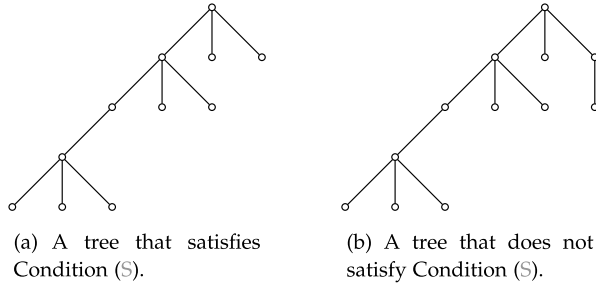 (a) A tree that satisfies
Condition (S).
(b) A tree that does not
satisfy Condition (S).